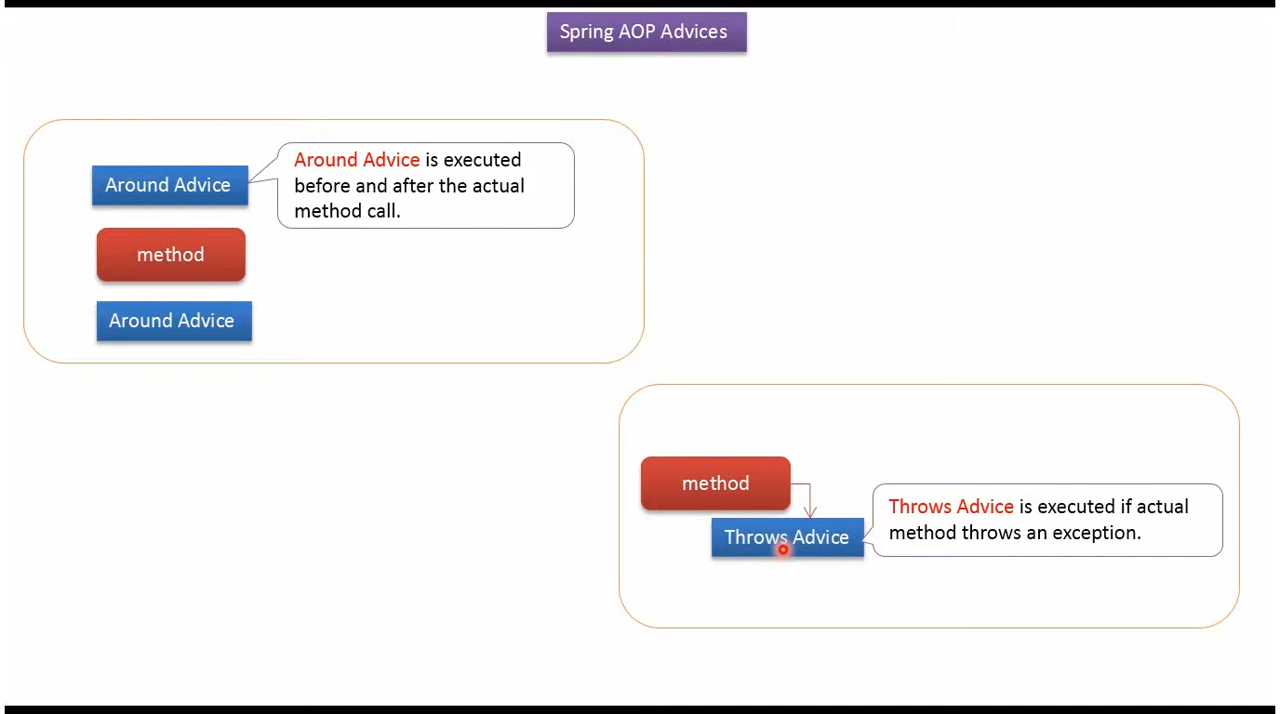 Spring AOP Advices
Around Advice
Around Advice is executed
before and after the actual
method call.
method
Around Advice
method
Throws Advice
Throws Advice is executed if actual
method throws an exception.